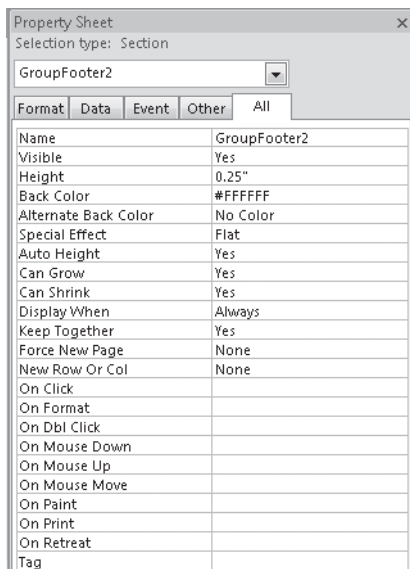 Property Sheet
Selection type: Section
GroupFooter2
Format Data Event Other All
Name GroupFooter2
Visible Yes
Height 0.25"
Back Color #FFFFFF
Alternate Back Color No Color
Special Effect Flat
Auto Height Yes
Can Grow Yes
Can Shrink Yes
Display When Always
Keep Together Yes
Force New Page None
New Row Or Col None
On Click
On Format
On Dbl Click
On Mouse Down
On Mouse Up
On Mouse Move
On Paint
On Print
On Retreat
Tag